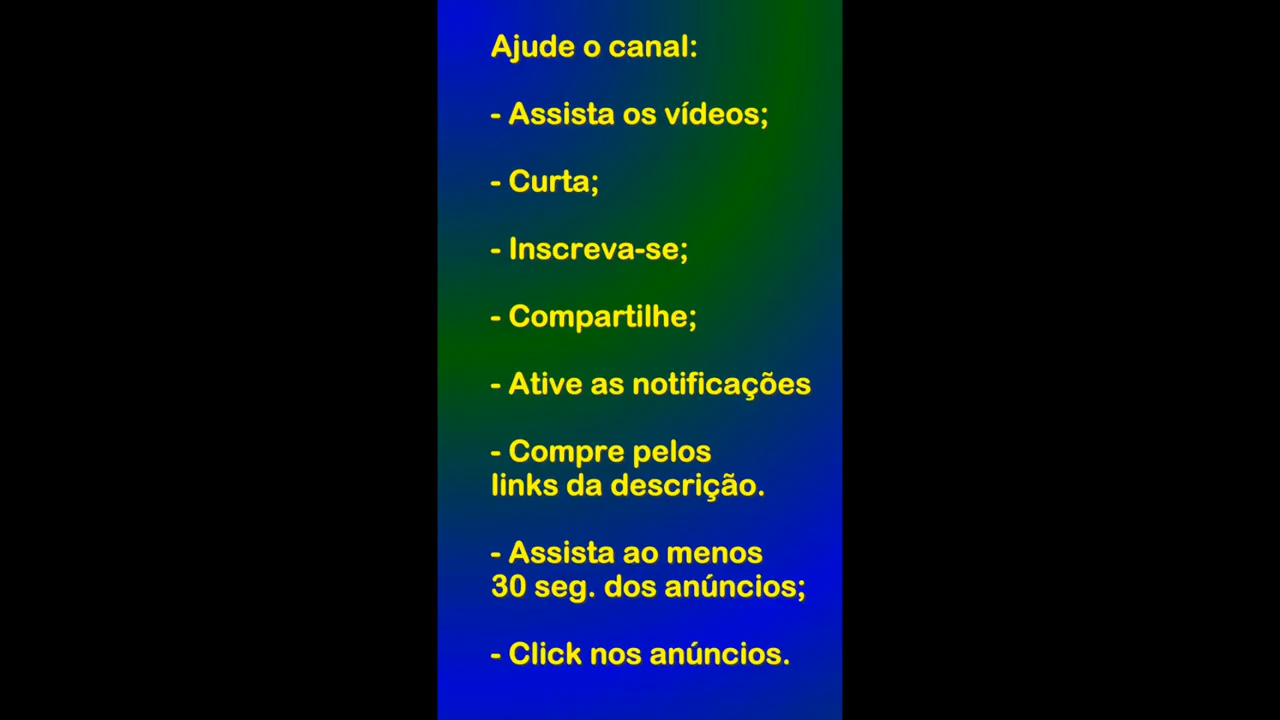 Ajude o canal:
- Assista os vídeos;
- Curta;
- Inscreva-se;
- Compartilhe;
- Ative as notificações
- Compre pelos
links da descrição.
- Assista ao menos
30 seg. dos anúncios;
- Click nos anúncios.